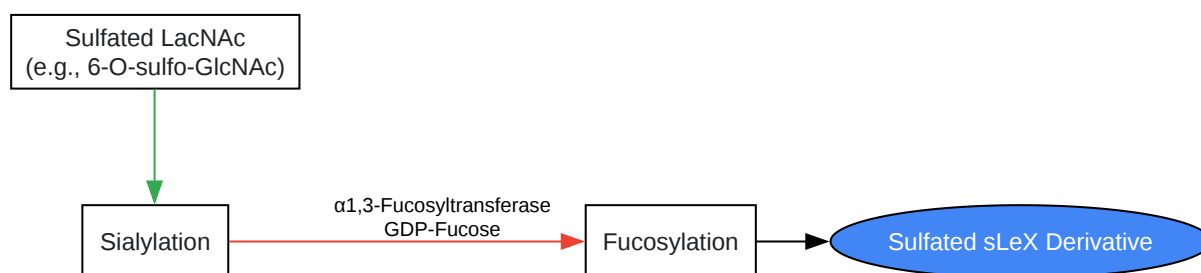 Sulfated LacNAc
(e.g., 6-O-sulfo-GlcNAc)
Sialylation
α1,3-Fucosyltransferase
GDP-Fucose
Fucosylation
Sulfated sLeX Derivative